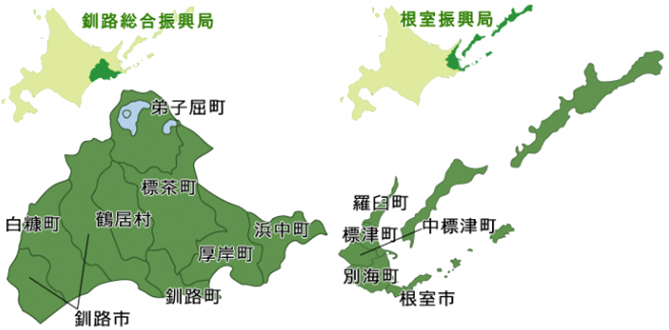 釧路総合振興局
弟子屈町
標茶町
白糠町
鶴居村
浜中町
厚岸町
釧路町
釧路市
根室振興局
羅臼町
標津町
中標津町
別海町
根室市